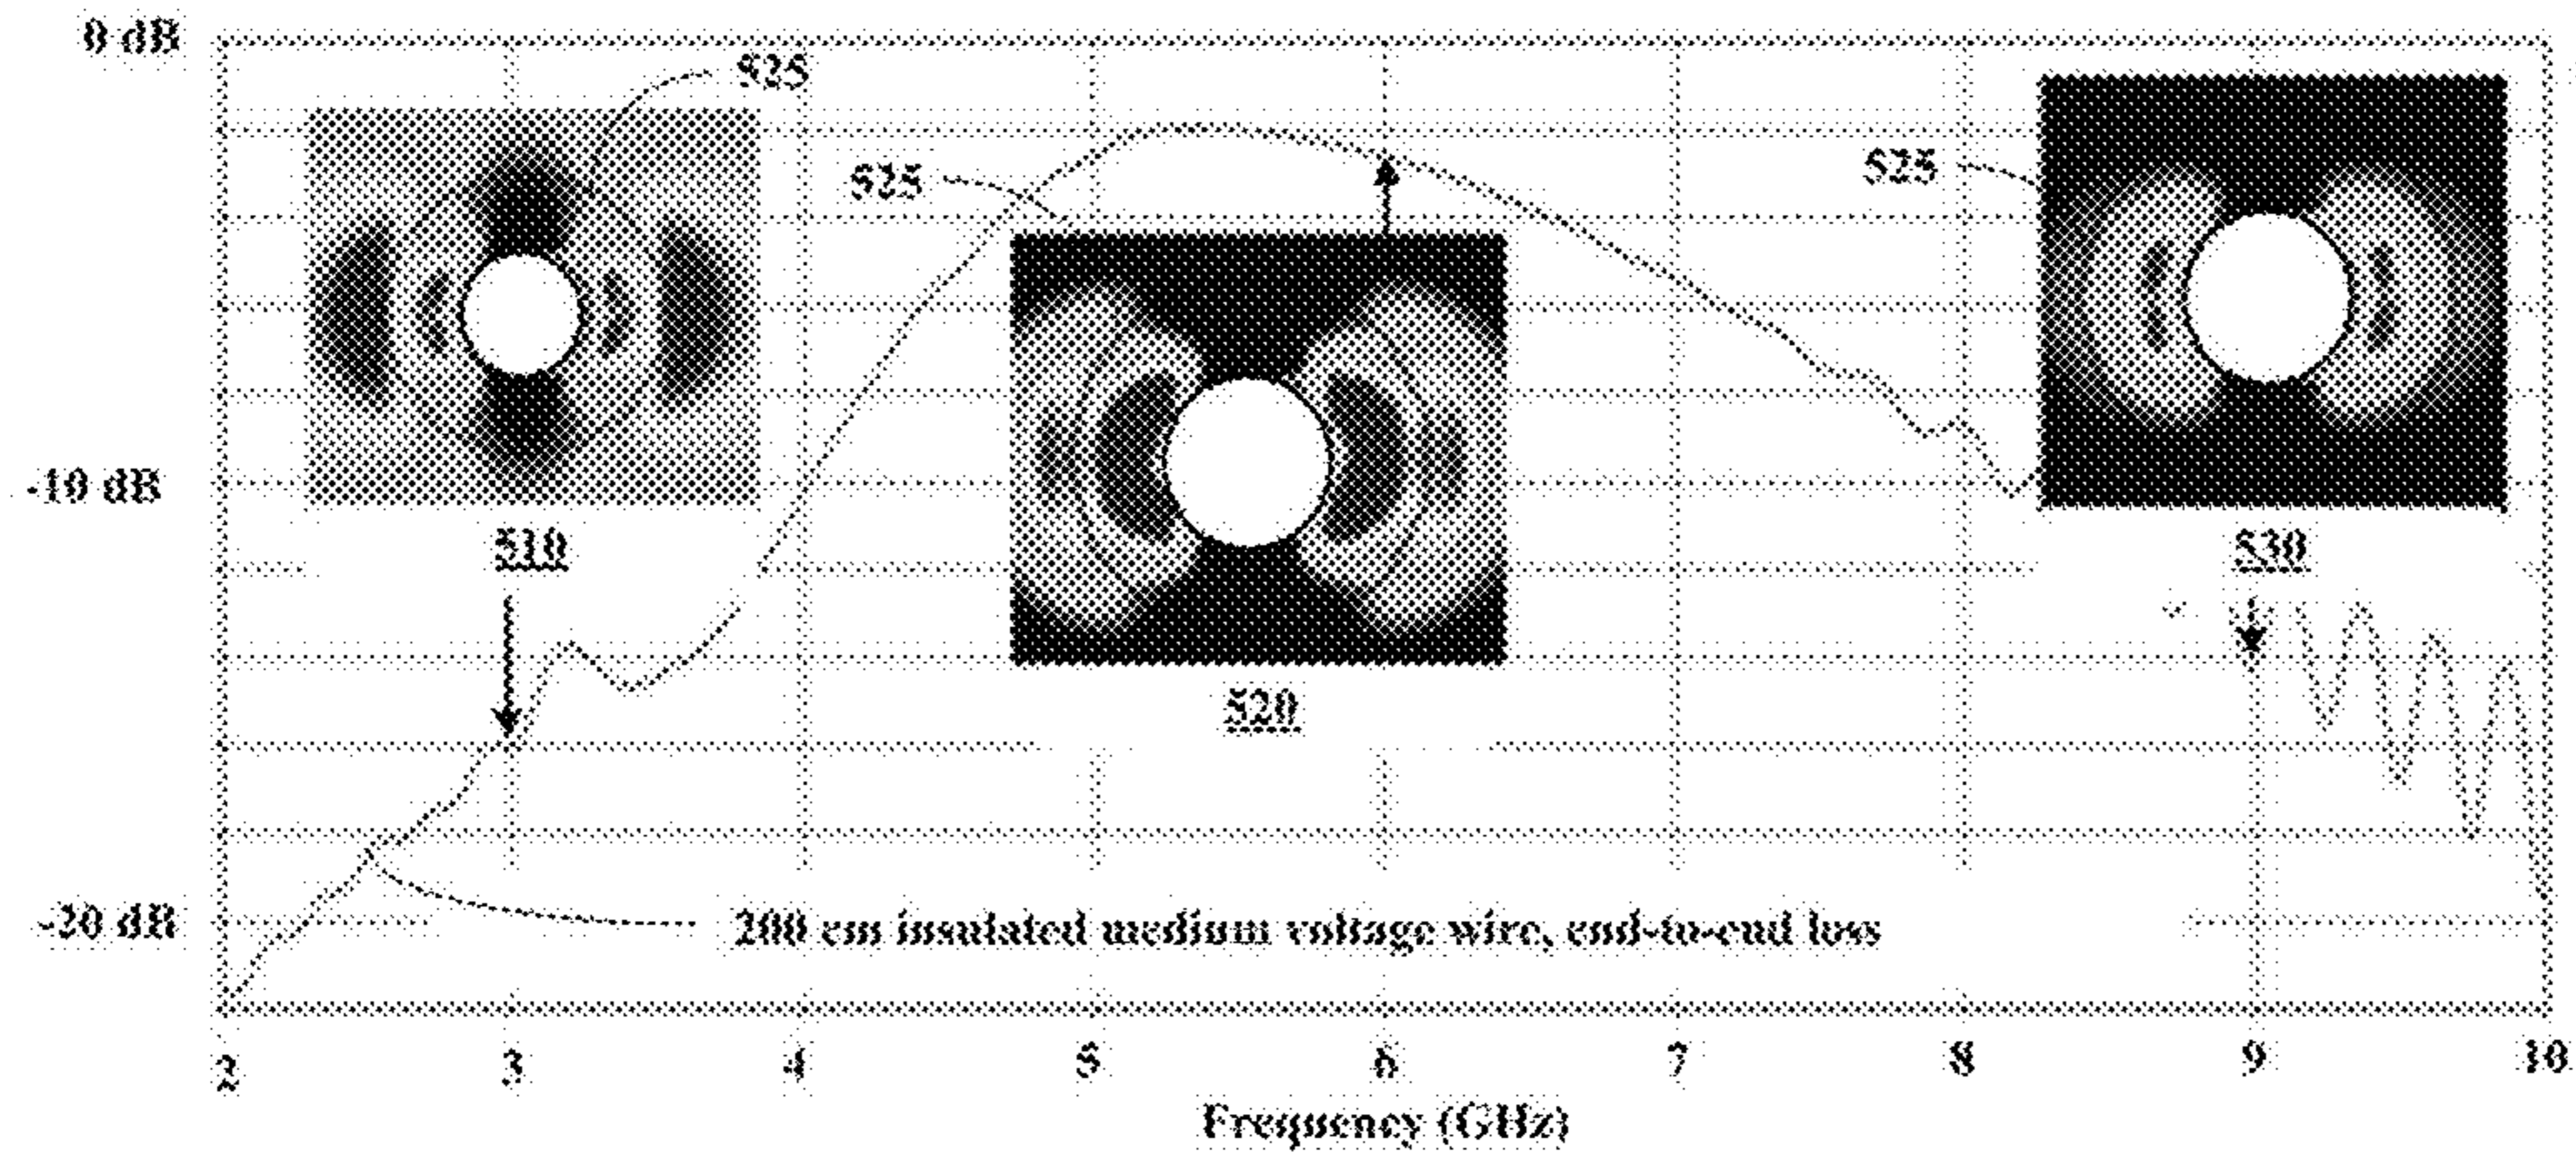 0 dB
525
525
525
-10 dB
510
530
520
-20 dB
200 cm insulated medium voltage wire, end-to-end loss
2 3 4 5 6 7 8 9 10
Frequency (GHz)